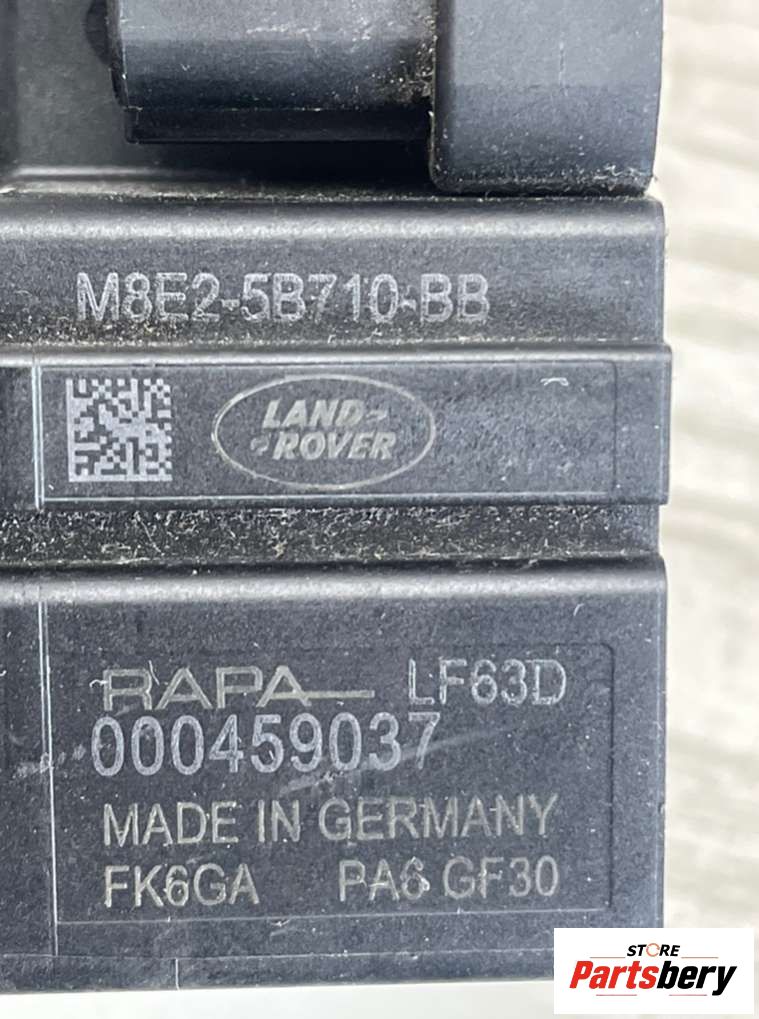 M8E2-5B710-BB
LAND-
ROVER
RAPA LF63D
000459037
MADE IN GERMANY
FK6GA PA6 GF30
STORE
Partsbery